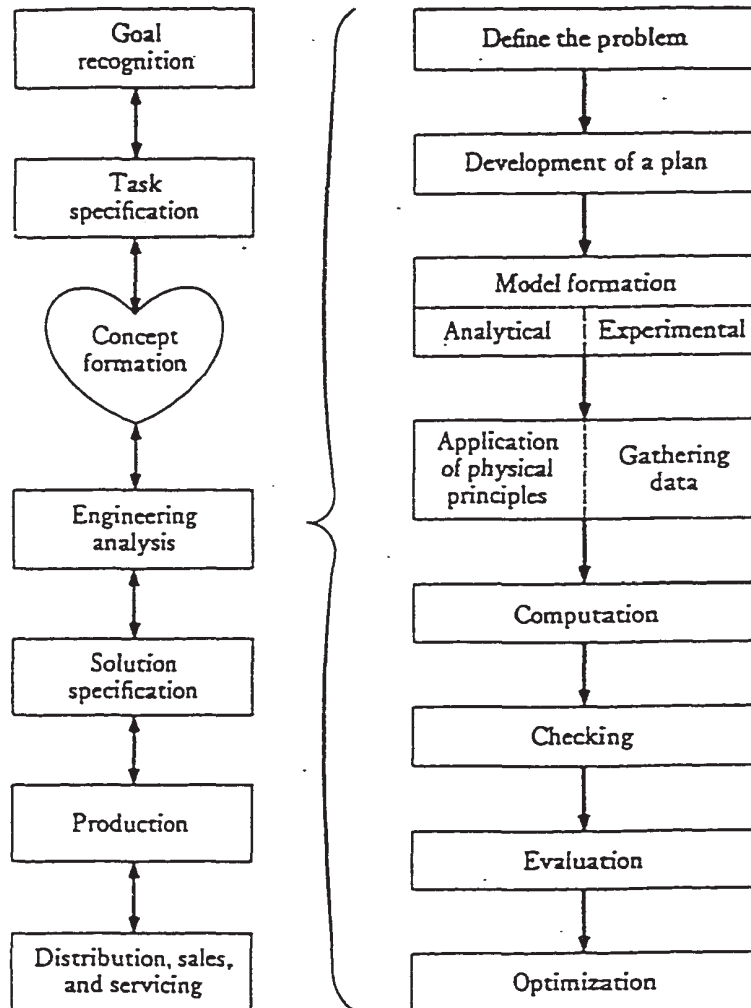 Goal
recognition
Task
specification
Concept
formation
Engineering
analysis
Solution
specification
Production
Distribution, sales,
and servicing
Define the problem
Development of a plan
Model formation
Analytical
Experimental
Application
of physical
principles
Gathering
data
Computation
Checking
Evaluation
Optimization